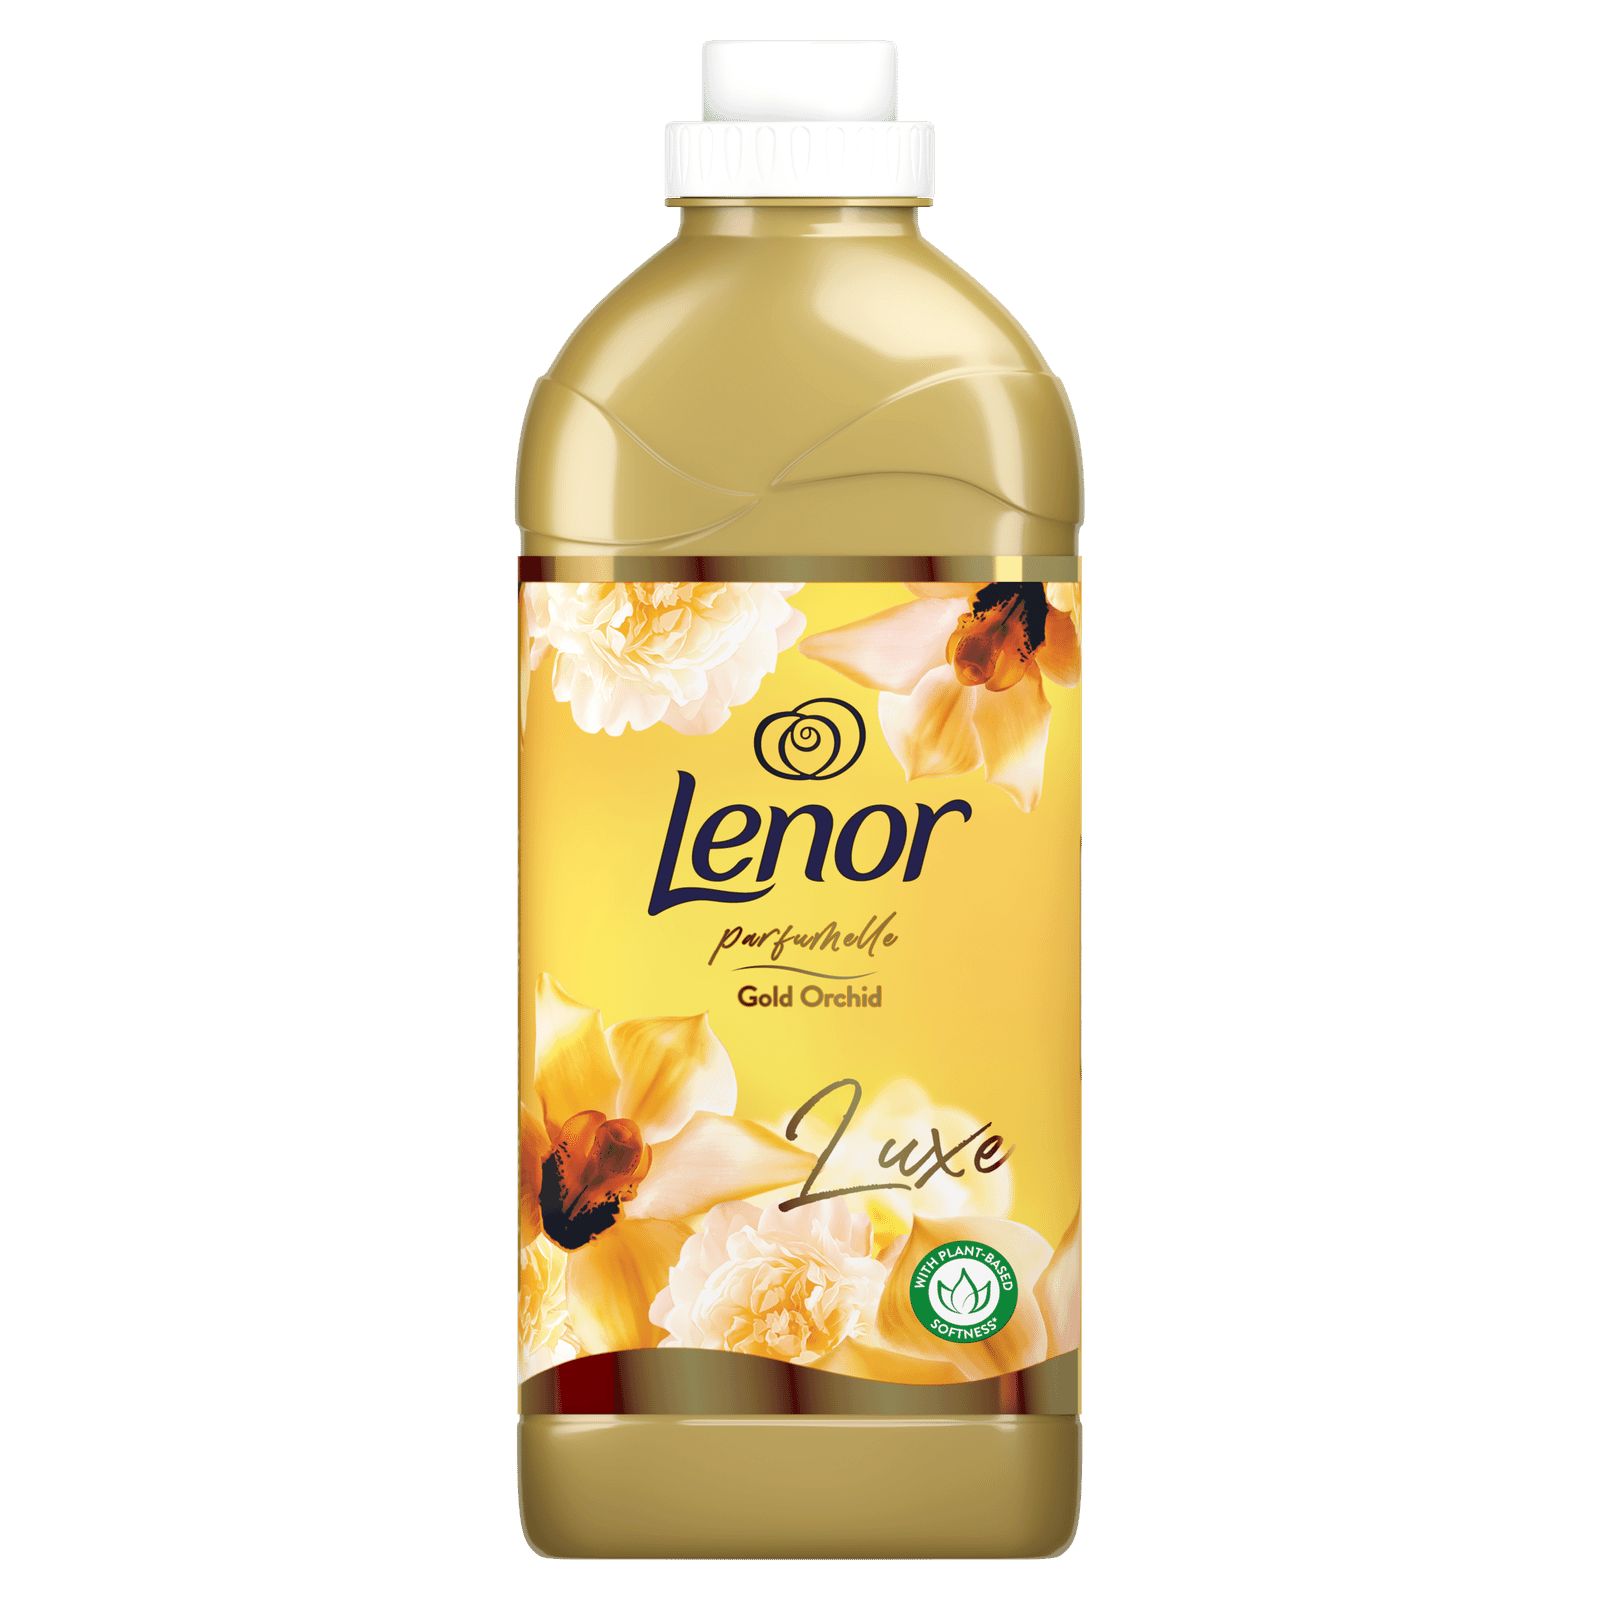 Lenor
parfumelle
Gold Orchid
Luxe
WITH PLANT-BASED
SOFTNESS*